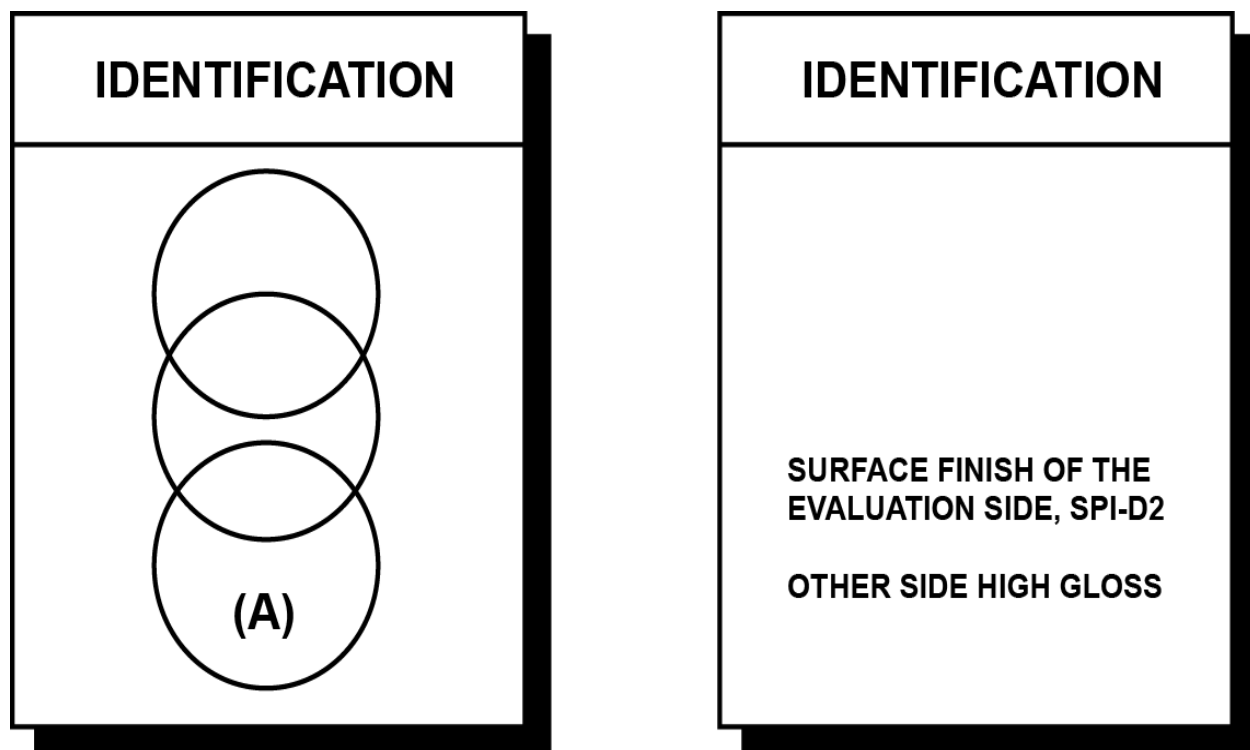 IDENTIFICATION
(A)
IDENTIFICATION
SURFACE FINISH OF THE
EVALUATION SIDE, SPI-D2
OTHER SIDE HIGH GLOSS